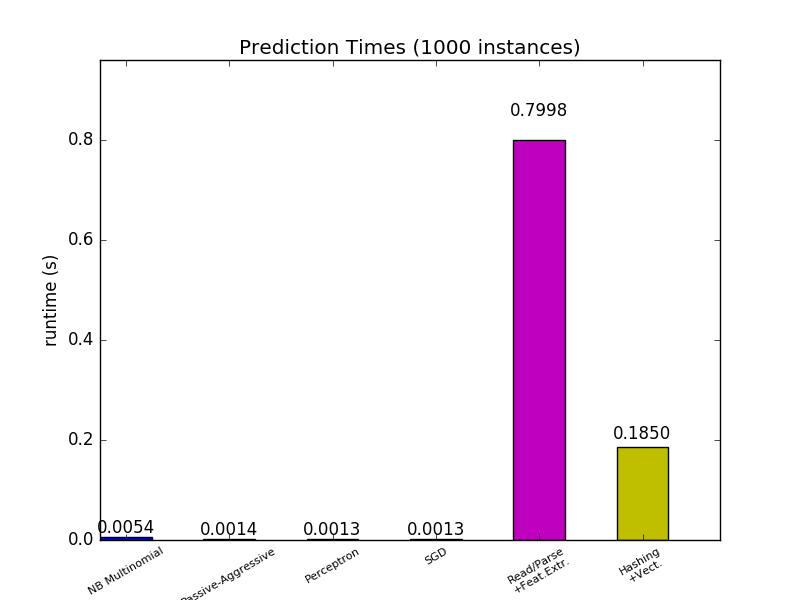 Prediction Times (1000 instances)
runtime (s)
0.8
0.6
0.4
0.2
0.0
0.0054
0.0014
0.0013
0.0013
0.7998
0.1850
NB Multinomial
Passive-Aggressive
Perceptron
SGD
Read/Parse
+Feat.Extr.
Hashing
+Vect.